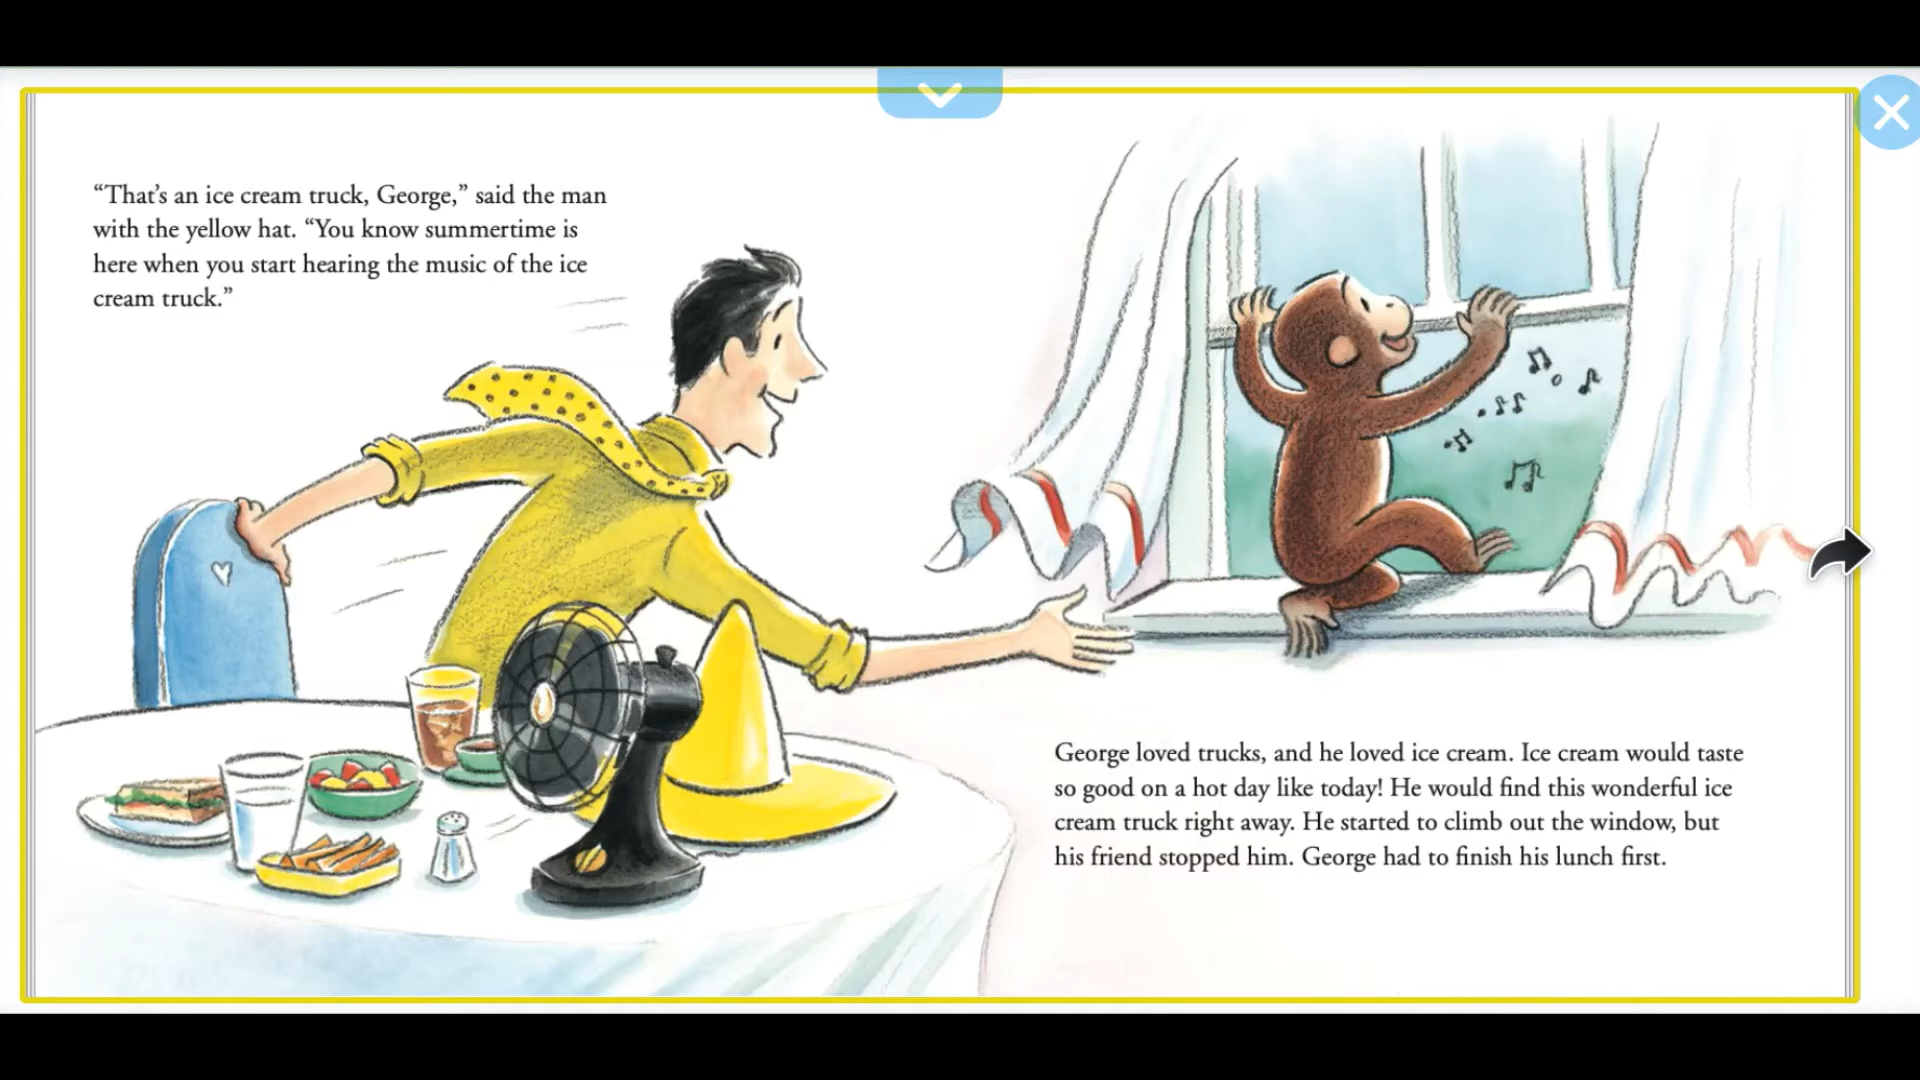 “That’s an ice cream truck, George,” said the man
with the yellow hat. “You know summertime is
here when you start hearing the music of the ice
cream truck.”
George loved trucks, and he loved ice cream. Ice cream would taste
so good on a hot day like today! He would find this wonderful ice
cream truck right away. He started to climb out the window, but
his friend stopped him. George had to finish his lunch first.